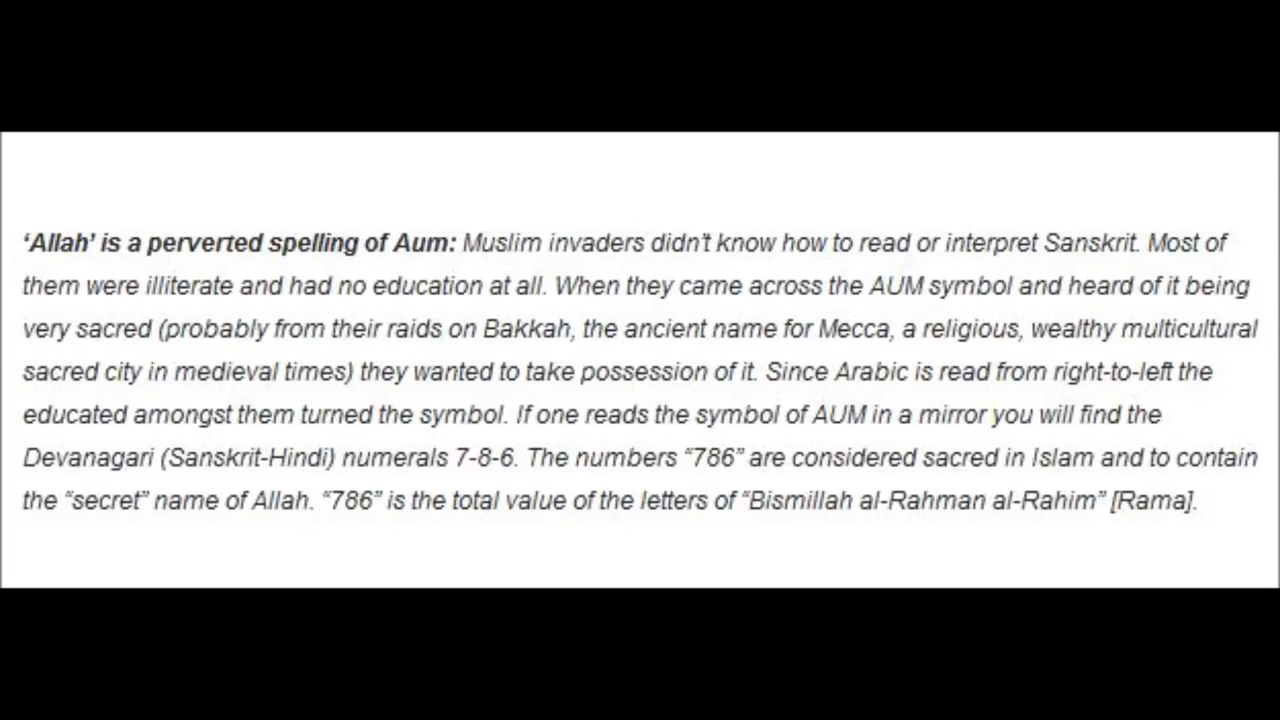 ‘Allah’ is a perverted spelling of Aum: Muslim invaders didn’t know how to read or interpret Sanskrit. Most of
them were illiterate and had no education at all. When they came across the AUM symbol and heard of it being
very sacred (probably from their raids on Bakkah, the ancient name for Mecca, a religious, wealthy multicultural
sacred city in medieval times) they wanted to take possession of it. Since Arabic is read from right-to-left the
educated amongst them turned the symbol. If one reads the symbol of AUM in a mirror you will find the
Devanagari (Sanskrit-Hindi) numerals 7-8-6. The numbers “786” are considered sacred in Islam and to contain
the “secret” name of Allah. “786” is the total value of the letters of “Bismillah al-Rahman al-Rahim” [Rama].